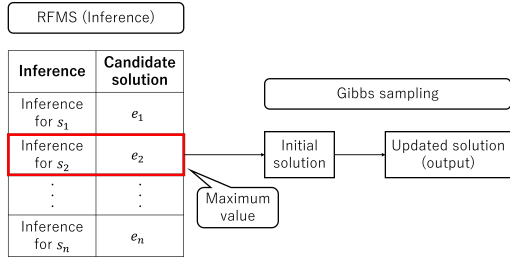 RFMS (Inference)
Inference
Candidate
solution
Inference
for s₁
e₁
Inference
for s₂
e₂
⋮
⋮
Inference
for sₙ
eₙ
Maximum
value
Gibbs sampling
Initial
solution
Updated solution
(output)